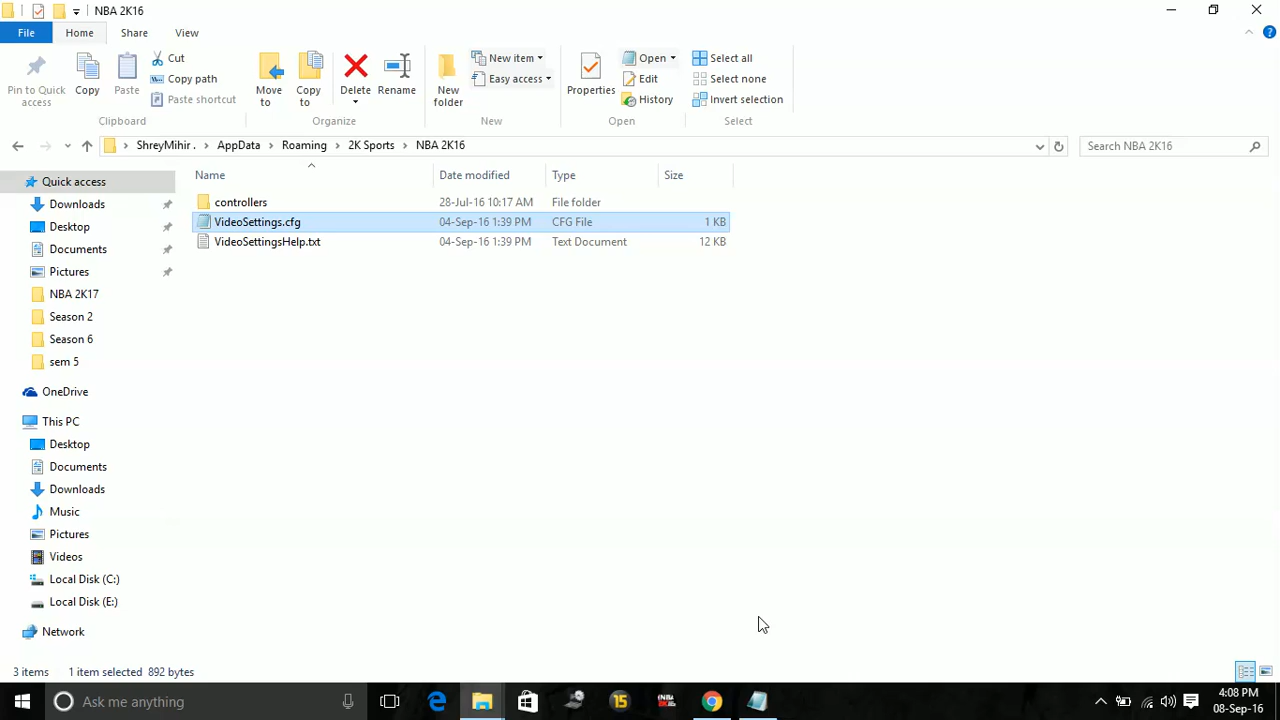 NBA 2K16
File Home Share View
Pin to Quick access
Copy
Paste
Cut
Copy path
Paste shortcut
Clipboard
Move to
Copy to
Delete
Rename
Organize
New folder
New item
Easy access
New
Properties
Open
Edit
History
Open
Select all
Select none
Invert selection
Select
ShreyMihir . AppData Roaming 2K Sports NBA 2K16
Search NBA 2K16
Name Date modified Type Size
controllers 28-Jul-16 10:17 AM File folder
VideoSettings.cfg 04-Sep-16 1:39 PM CFG File 1 KB
VideoSettingsHelp.txt 04-Sep-16 1:39 PM Text Document 12 KB
Quick access
Downloads
Desktop
Documents
Pictures
NBA 2K17
Season 2
Season 6
sem 5
OneDrive
This PC
Desktop
Documents
Downloads
Music
Pictures
Videos
Local Disk (C:)
Local Disk (E:)
Network
3 items 1 item selected 892 bytes
Ask me anything
15
4:08 PM
08-Sep-16